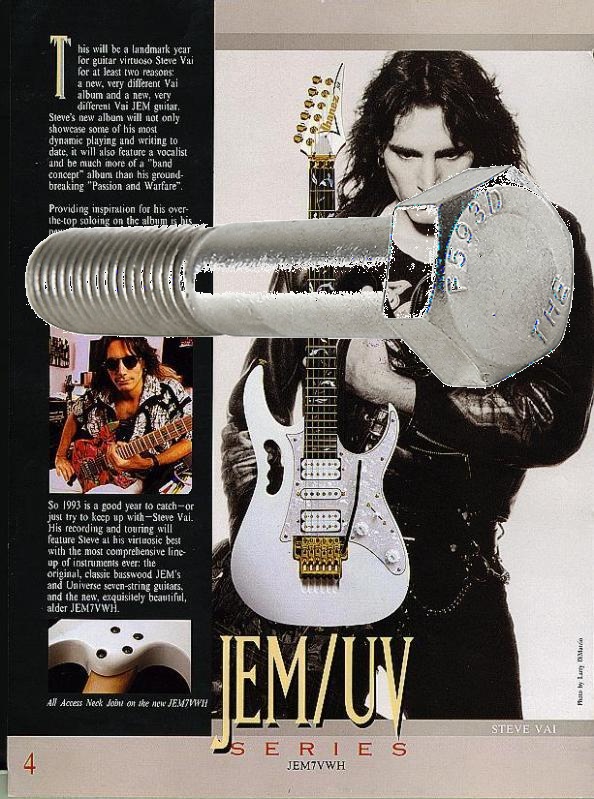 This will be a landmark year
for guitar virtuoso Steve Vai
for at least two reasons:
a new, very different Vai
album and a new, very
different Vai JEM guitar.
Steve's new album will not only
showcase some of his most
dynamic playing and writing to
date, it will also feature a vocalist
and be much more of a "band
concept" album than his ground-
breaking "Passion and Warfare".
Providing inspiration for his over-
the-top soloing on the album is his
Ibanez
F593D
THE
So 1993 is a good year to catch—or
just try to keep up with—Steve Vai.
His recording and touring will
feature Steve at his virtuosic best
with the most comprehensive line-
up of instruments ever: the
original, classic basswood JEM's
and Universe seven-string guitars,
and the new, exquisitely beautiful,
alder JEM7VWH.
All Access Neck Joint on the new JEM7VWH
Photo by Larry DiMarzio
JEM/UV
SERIES
JEM7VWH
STEVE VAI
4